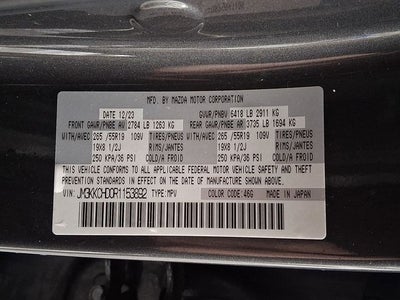 MFD. BY MAZDA MOTOR CORPORATION
DATE 12/23 GVWR/PNBV 6418 LB 2911 KG
FRONT GAWR/PNBE AV 2784 LB 1263 KG REAR GAWR/PNBE AR 3735 LB 1694 KG
WITH/AVEC 265 /55R19 109V TIRES/PNEUS WITH/AVEC 265 /55R19 109V TIRES/PNEUS
19X8 1/2J RIMS/JANTES 19X8 1/2J RIMS/JANTES
250 KPA/36 PSI COLD/A FROID 250 KPA/36 PSI COLD/A FROID
THIS VEHICLE CONFORMS TO ALL APPLICABLE FEDERAL MOTOR VEHICLE SAFETY AND THEFT
PREVENTION STANDARDS IN EFFECT ON THE DATE OF MANUFACTURE SHOWN ABOVE.
VIN: JM3KKCHD0R1153892 TYPE:MPV COLOR CODE:46G MADE IN JAPAN